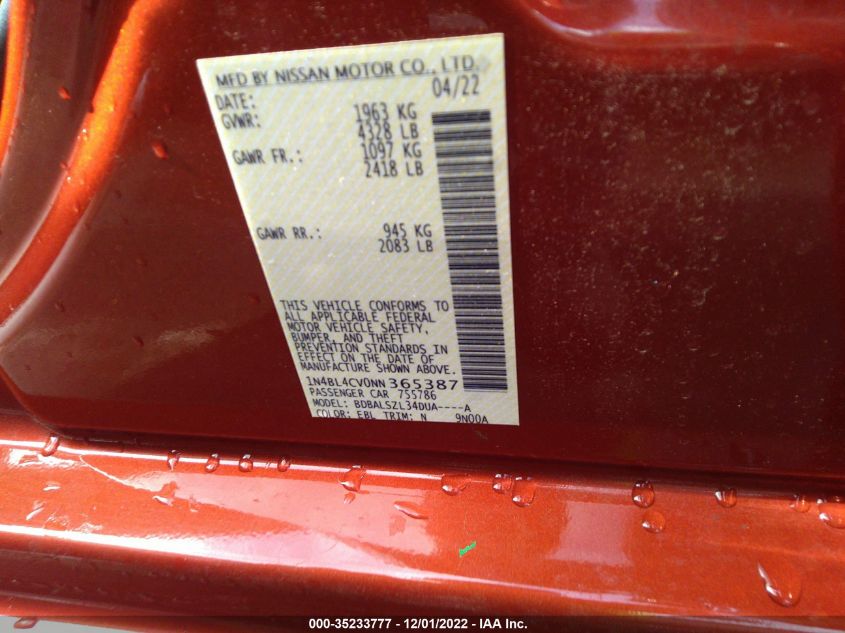 MFD BY NISSAN MOTOR CO., LTD.
DATE: 04/22
GVWR: 1963 KG
4328 LB
GAWR FR.: 1097 KG
2418 LB
GAWR RR.: 945 KG
2083 LB
THIS VEHICLE CONFORMS TO
ALL APPLICABLE FEDERAL
MOTOR VEHICLE SAFETY,
BUMPER, AND THEFT
PREVENTION STANDARDS IN
EFFECT ON THE DATE OF
MANUFACTURE SHOWN ABOVE.
1N4BL4CV0NN365387
PASSENGER CAR 755786
MODEL: BDBALSZL34DUA----A
COLOR: EBL TRIM: N 9N00A
000-35233777 - 12/01/2022 - IAA Inc.